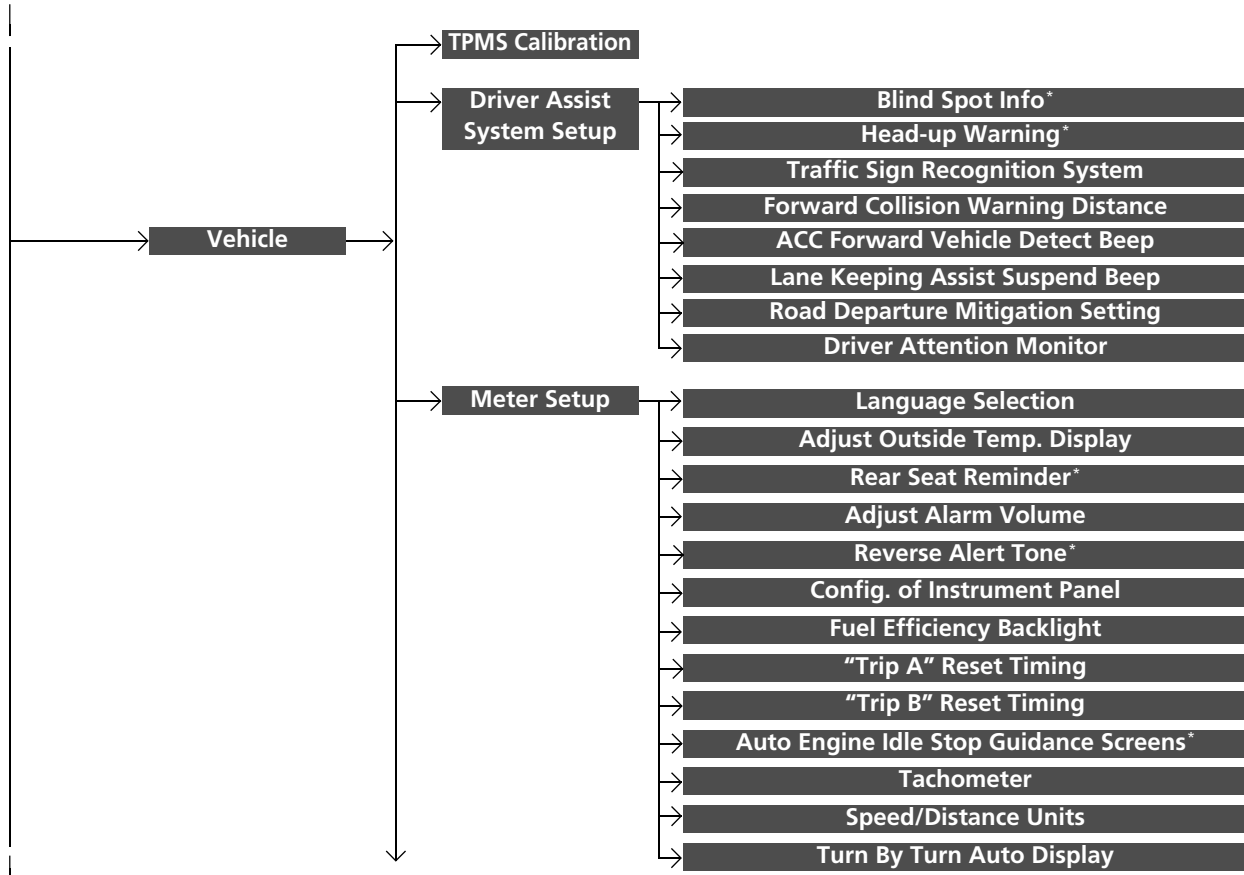 TPMS Calibration
Driver Assist
System Setup
Blind Spot Info*
Head-up Warning*
Traffic Sign Recognition System
Forward Collision Warning Distance
Vehicle
ACC Forward Vehicle Detect Beep
Lane Keeping Assist Suspend Beep
Road Departure Mitigation Setting
Driver Attention Monitor
Meter Setup
Language Selection
Adjust Outside Temp. Display
Rear Seat Reminder*
Adjust Alarm Volume
Reverse Alert Tone*
Config. of Instrument Panel
Fuel Efficiency Backlight
“Trip A” Reset Timing
“Trip B” Reset Timing
Auto Engine Idle Stop Guidance Screens*
Tachometer
Speed/Distance Units
Turn By Turn Auto Display